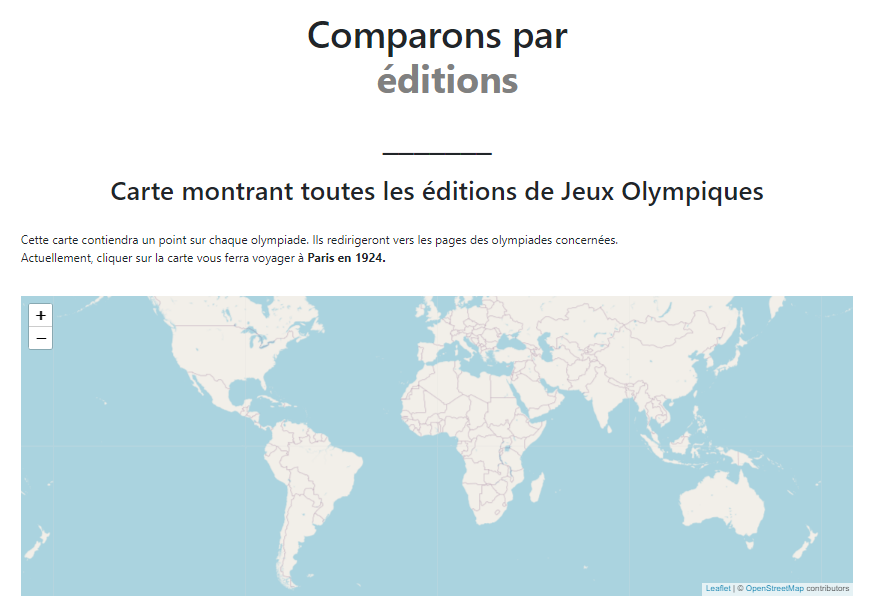 Comparons par
éditions
Carte montrant toutes les éditions de Jeux Olympiques
Cette carte contiendra un point sur chaque olympiade. Ils redirigeront vers les pages des olympiades concernées.
Actuellement, cliquer sur la carte vous ferra voyager à Paris en 1924.
+
−
Leaflet | © OpenStreetMap contributors